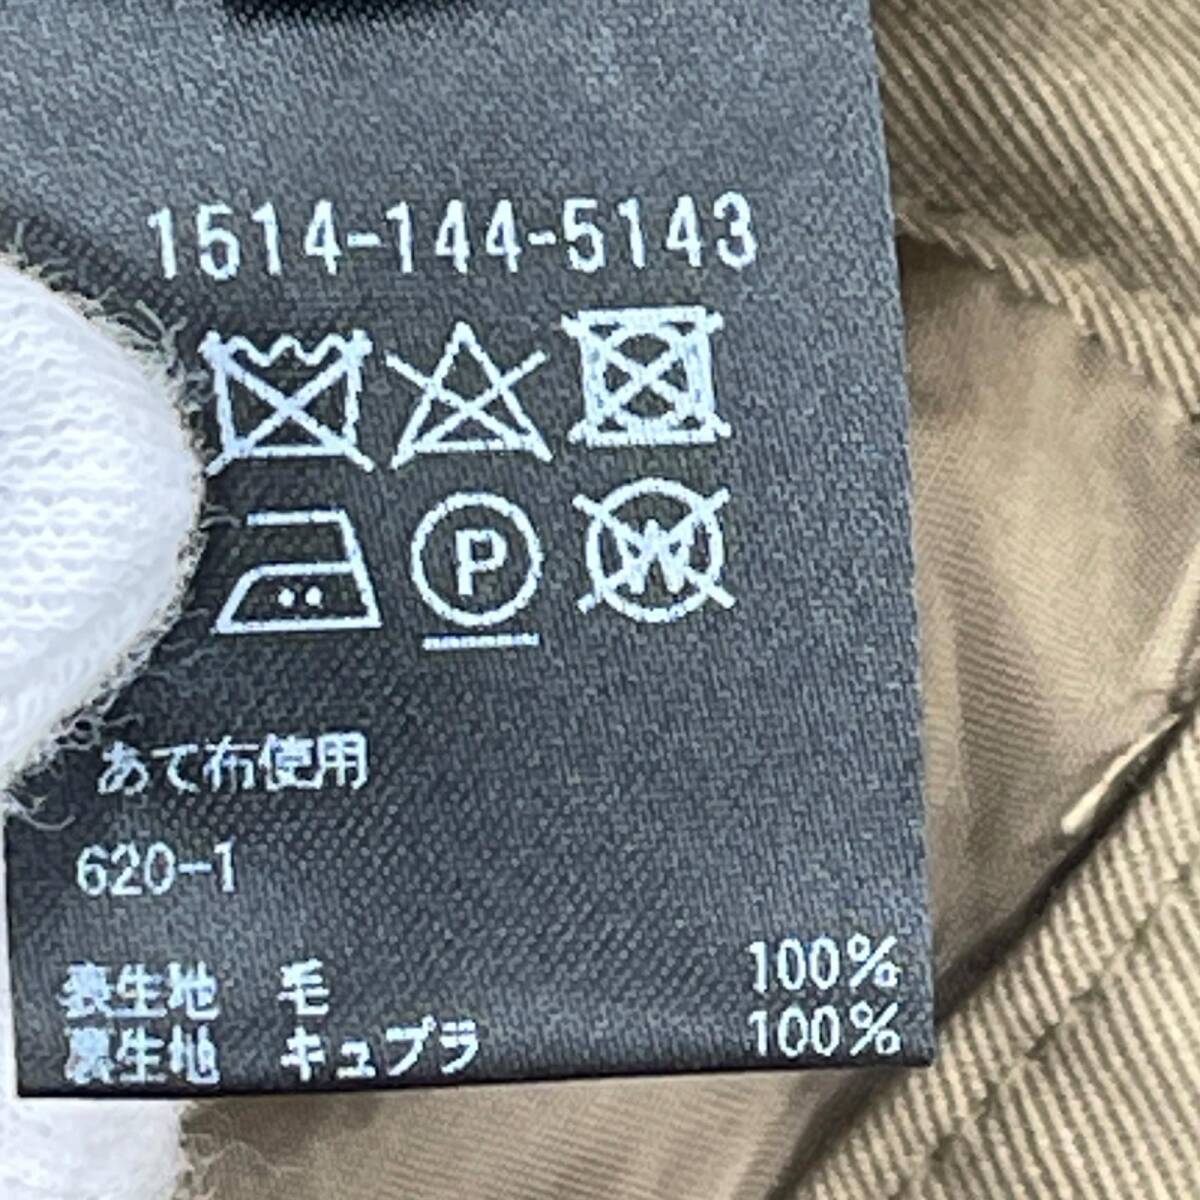 1514-144-5143
P W
あて布使用
620-1
表生地 毛 100%
裏生地 キュプラ 100%